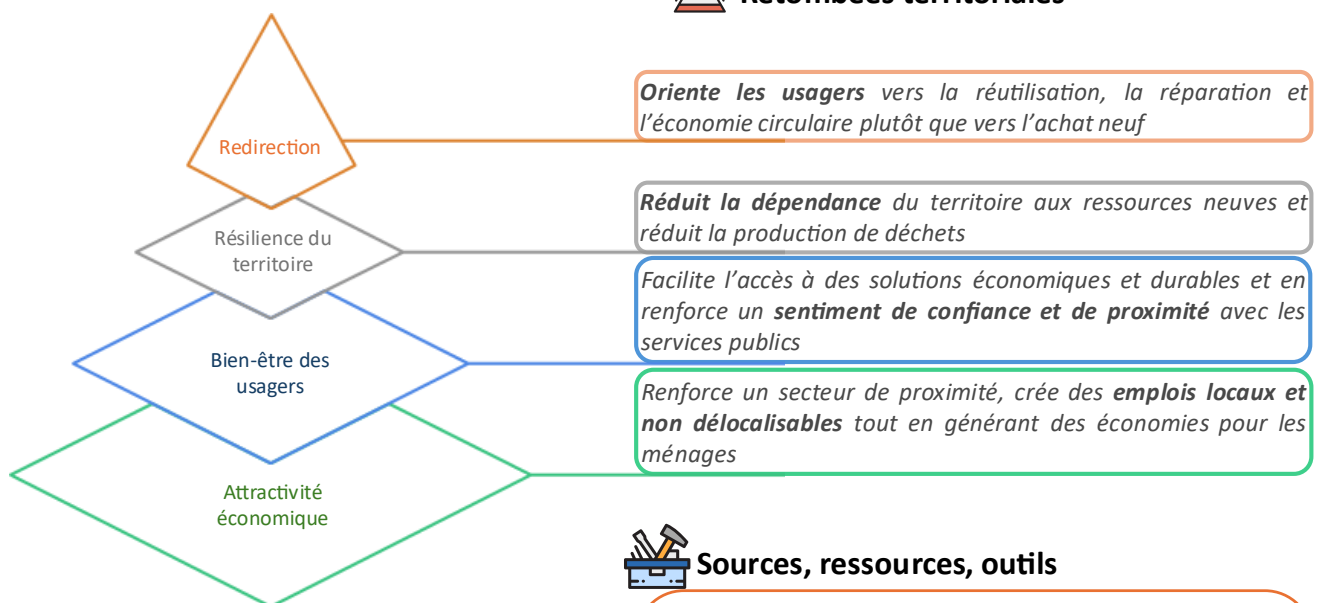 Retombées territoriales
Redirection
Oriente les usagers vers la réutilisation, la réparation et
l'économie circulaire plutôt que vers l'achat neuf
Résilience du
territoire
Réduit la dépendance du territoire aux ressources neuves et
réduit la production de déchets
Bien-être des
usagers
Facilite l'accès à des solutions économiques et durables et en
renforce un sentiment de confiance et de proximité avec les
services publics
Attractivité
économique
Renforce un secteur de proximité, crée des emplois locaux et
non délocalisables tout en générant des économies pour les
ménages
Sources, ressources, outils